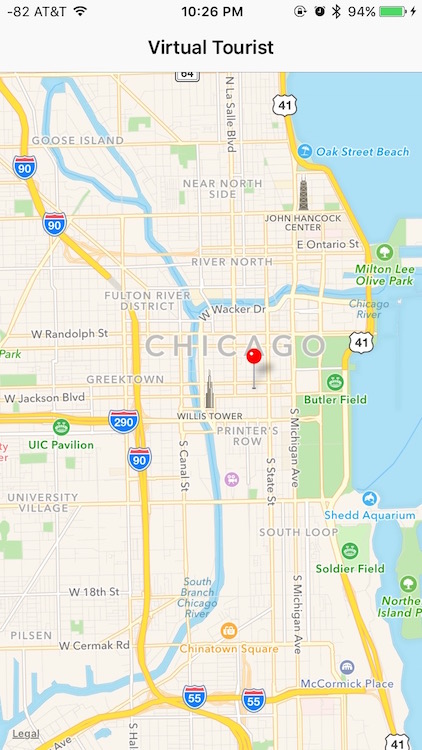 -82 AT&T 10:26 PM 94%
Virtual Tourist
64
N La Salle Blvd
41
GOOSE ISLAND
Oak Street Beach
90
NEAR NORTH
SIDE
90
JOHN HANCOCK
CENTER
E Ontario St
RIVER NORTH
Milton Lee
Olive Park
FULTON RIVER
DISTRICT
Chicago
River
W Wacker Dr
W Randolph St
CHICAGO
41
Park
GREEKTOWN
W Jackson Blvd
Butler Field
WILLIS TOWER
290
PRINTER'S
ROW
UIC Pavilion
S Michigan Ave
90
S Canal St
S State St
UNIVERSITY
VILLAGE
Shedd Aquarium
SOUTH LOOP
Soldier Field
South
Branch
Chicago
River
W 18th St
S Michigan Ave
Northe
Island P
PILSEN
W Cermak Rd
Chinatown Square
McCormick Place
55
55
Legal
Ave
S Hal
41